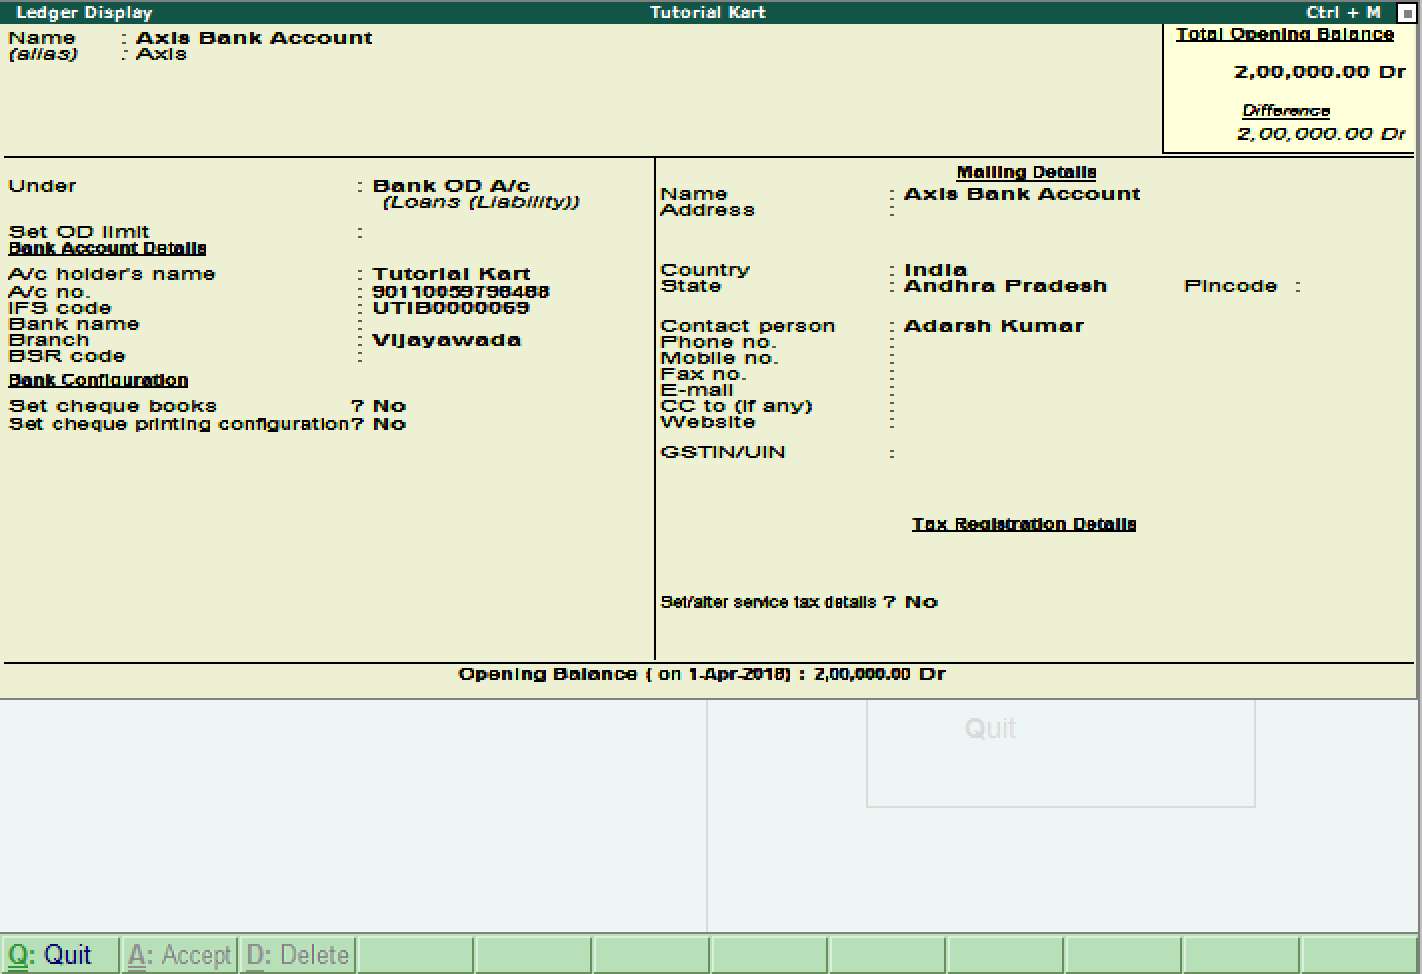 Ledger Display Tutorial Kart Ctrl + M
Name : Axis Bank Account
(alias) : Axis
Total Opening Balance
2,00,000.00 Dr
Difference
2,00,000.00 Dr
Under : Bank OD A/c
(Loans (Liability))
Set OD limit :
Bank Account Details
A/c holder's name : Tutorial Kart
A/c no. : 90110059798488
IFS code : UTIB0000069
Bank name :
Branch : Vijayawada
BSR code :
Bank Configuration
Set cheque books ? No
Set cheque printing configuration? No
Mailing Details
Name : Axis Bank Account
Address :
Country : India
State : Andhra Pradesh Pincode :
Contact person : Adarsh Kumar
Phone no. :
Mobile no. :
Fax no. :
E-mail :
CC to (if any) :
Website :
GSTIN/UIN :
Tax Registration Details
Set/alter service tax details ? No
Opening Balance ( on 1-Apr-2018) : 2,00,000.00 Dr
Quit
Q: Quit A: Accept D: Delete